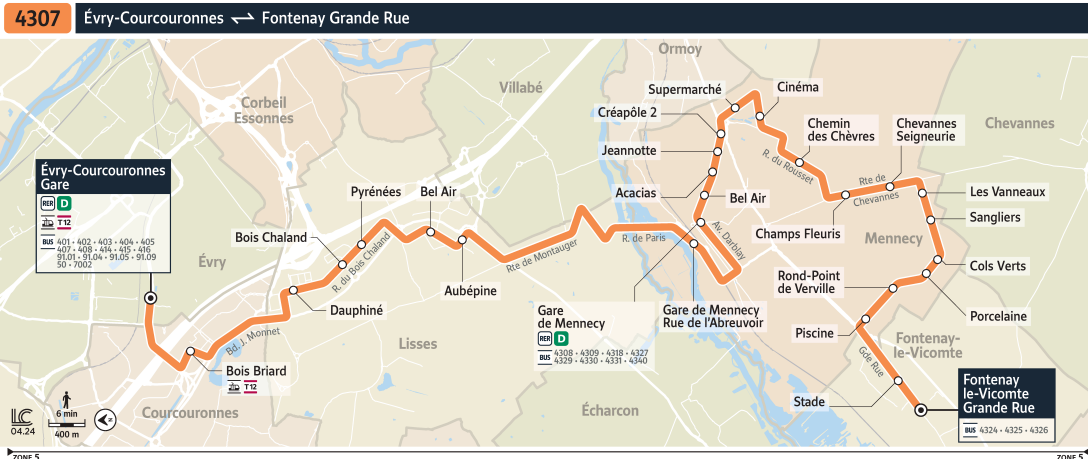 4307 Évry-Courcouronnes ⇌ Fontenay Grande Rue
Ormoy
Villabé
Corbeil
Essonnes
Chevannes
Supermarché
Cinéma
Créapôle 2
Chemin
des Chèvres
Chevannes
Seigneurie
Jeannotte
R. du Rousset
Rte de
Chevannes
Évry-Courcouronnes
Gare
RER D
T12
BUS 401 • 402 • 403 • 404 • 405
407 • 408 • 414 • 415 • 416
91.01 • 91.04 • 91.05 • 91.09
50 • 7002
Pyrénées
Bel Air
Acacias
Bel Air
Les Vanneaux
Sangliers
Champs Fleuris
Mennecy
Bois Chaland
R. du Bois Chaland
R. de Paris
Av. Darblay
Rte de Montauger
Évry
Cols Verts
Aubépine
Rond-Point
de Verville
Dauphiné
Gare
de Mennecy
RER D
BUS 4308 • 4309 • 4318 • 4327
4329 • 4330 • 4331 • 4340
Gare de Mennecy
Rue de l'Abreuvoir
Porcelaine
Piscine
Bd. J. Monnet
Lisses
Fontenay-
le-Vicomte
Gde Rue
Bois Briard
T12
Fontenay
le-Vicomte
Grande Rue
BUS 4324 • 4325 • 4326
Stade
Courcouronnes
Écharcon
LC
04.24
6 min
400 m
N
ZONE 5
ZONE 5